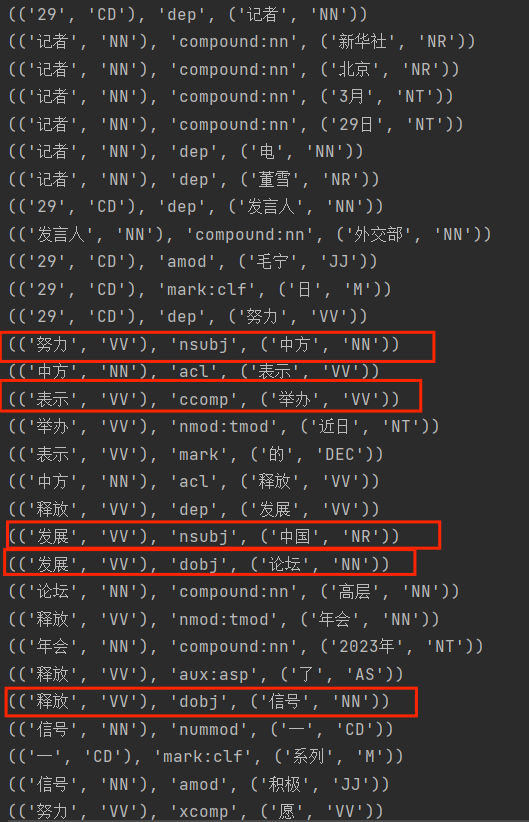 (('29', 'CD'), 'dep', ('记者', 'NN'))
(('记者', 'NN'), 'compound:nn', ('新华社', 'NR'))
(('记者', 'NN'), 'compound:nn', ('北京', 'NR'))
(('记者', 'NN'), 'compound:nn', ('3月', 'NT'))
(('记者', 'NN'), 'compound:nn', ('29日', 'NT'))
(('记者', 'NN'), 'dep', ('电', 'NN'))
(('记者', 'NN'), 'dep', ('董雪', 'NR'))
(('29', 'CD'), 'dep', ('发言人', 'NN'))
(('发言人', 'NN'), 'compound:nn', ('外交部', 'NN'))
(('29', 'CD'), 'amod', ('毛宁', 'JJ'))
(('29', 'CD'), 'mark:clf', ('日', 'M'))
(('29', 'CD'), 'dep', ('努力', 'VV'))
(('努力', 'VV'), 'nsubj', ('中方', 'NN'))
(('中方', 'NN'), 'acl', ('表示', 'VV'))
(('表示', 'VV'), 'ccomp', ('举办', 'VV'))
(('举办', 'VV'), 'nmod:tmod', ('近日', 'NT'))
(('表示', 'VV'), 'mark', ('的', 'DEC'))
(('中方', 'NN'), 'acl', ('释放', 'VV'))
(('释放', 'VV'), 'dep', ('发展', 'VV'))
(('发展', 'VV'), 'nsubj', ('中国', 'NR'))
(('发展', 'VV'), 'dobj', ('论坛', 'NN'))
(('论坛', 'NN'), 'compound:nn', ('高层', 'NN'))
(('释放', 'VV'), 'nmod:tmod', ('年会', 'NN'))
(('年会', 'NN'), 'compound:nn', ('2023年', 'NT'))
(('释放', 'VV'), 'aux:asp', ('了', 'AS'))
(('释放', 'VV'), 'dobj', ('信号', 'NN'))
(('信号', 'NN'), 'nummod', ('一', 'CD'))
(('一', 'CD'), 'mark:clf', ('系列', 'M'))
(('信号', 'NN'), 'amod', ('积极', 'JJ'))
(('努力', 'VV'), 'xcomp', ('愿', 'VV'))